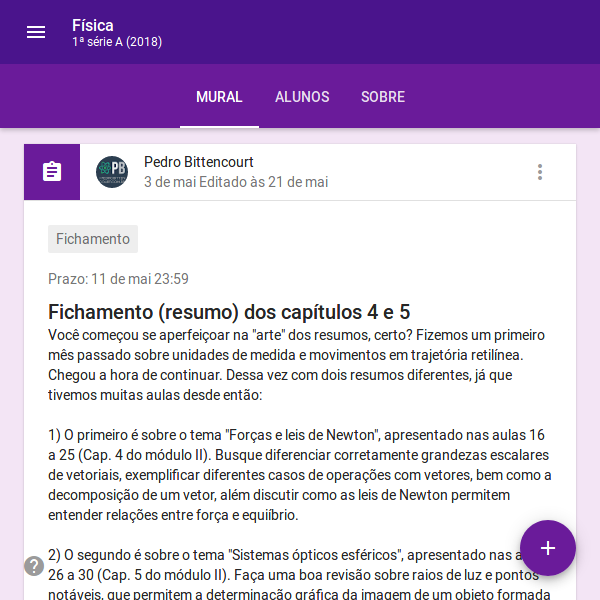 Física
1ª série A (2018)
MURAL ALUNOS SOBRE
PB
Pedro Bittencourt
3 de mai Editado às 21 de mai
Fichamento
Prazo: 11 de mai 23:59
Fichamento (resumo) dos capítulos 4 e 5
Você começou se aperfeiçoar na "arte" dos resumos, certo? Fizemos um primeiro
mês passado sobre unidades de medida e movimentos em trajetória retilínea.
Chegou a hora de continuar. Dessa vez com dois resumos diferentes, já que
tivemos muitas aulas desde então:
1) O primeiro é sobre o tema "Forças e leis de Newton", apresentado nas aulas 16
a 25 (Cap. 4 do módulo II). Busque diferenciar corretamente grandezas escalares
de vetoriais, exemplificar diferentes casos de operações com vetores, bem como a
decomposição de um vetor, além discutir como as leis de Newton permitem
entender relações entre força e equiíbrio.
2) O segundo é sobre o tema "Sistemas ópticos esféricos", apresentado nas
26 a 30 (Cap. 5 do módulo II). Faça uma boa revisão sobre raios de luz e pontos
notáveis, que permitem a determinação gráfica da imagem de um objeto formada